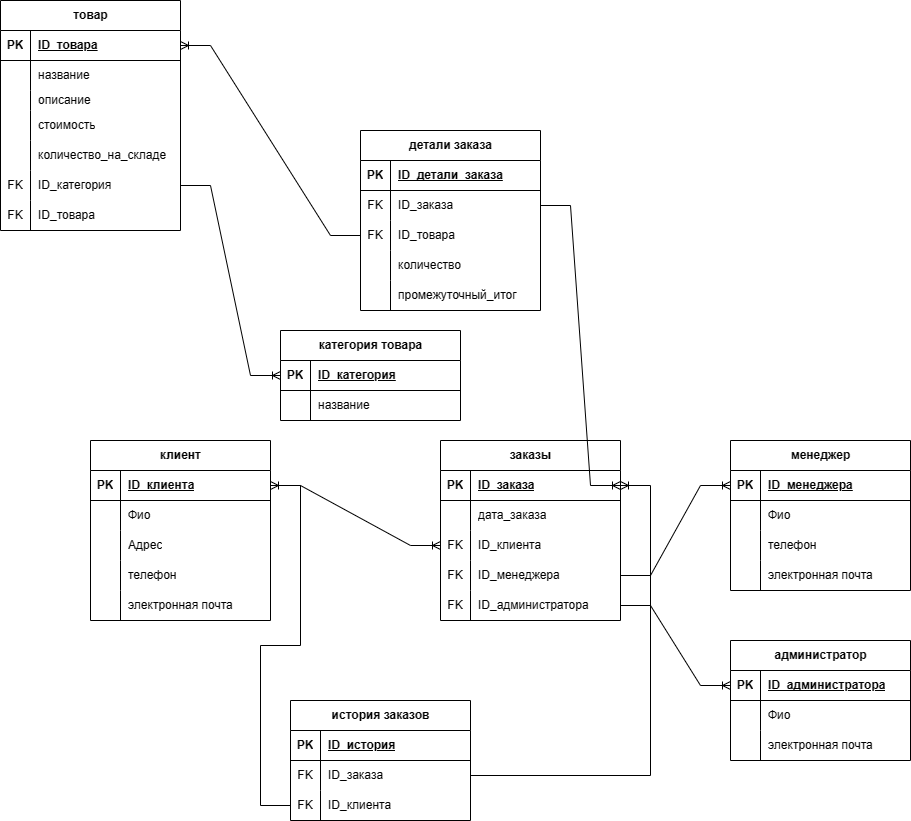 товар
PK ID_товара
название
описание
стоимость
количество_на_складе
FK ID_категория
FK ID_товара
детали заказа
PK ID_детали_заказа
FK ID_заказа
FK ID_товара
количество
промежуточный_итог
категория товара
PK ID_категория
название
клиент
PK ID_клиента
Фио
Адрес
телефон
электронная почта
заказы
PK ID_заказа
дата_заказа
FK ID_клиента
FK ID_менеджера
FK ID_администратора
менеджер
PK ID_менеджера
Фио
телефон
электронная почта
администратор
PK ID_администратора
Фио
электронная почта
история заказов
PK ID_история
FK ID_заказа
FK ID_клиента